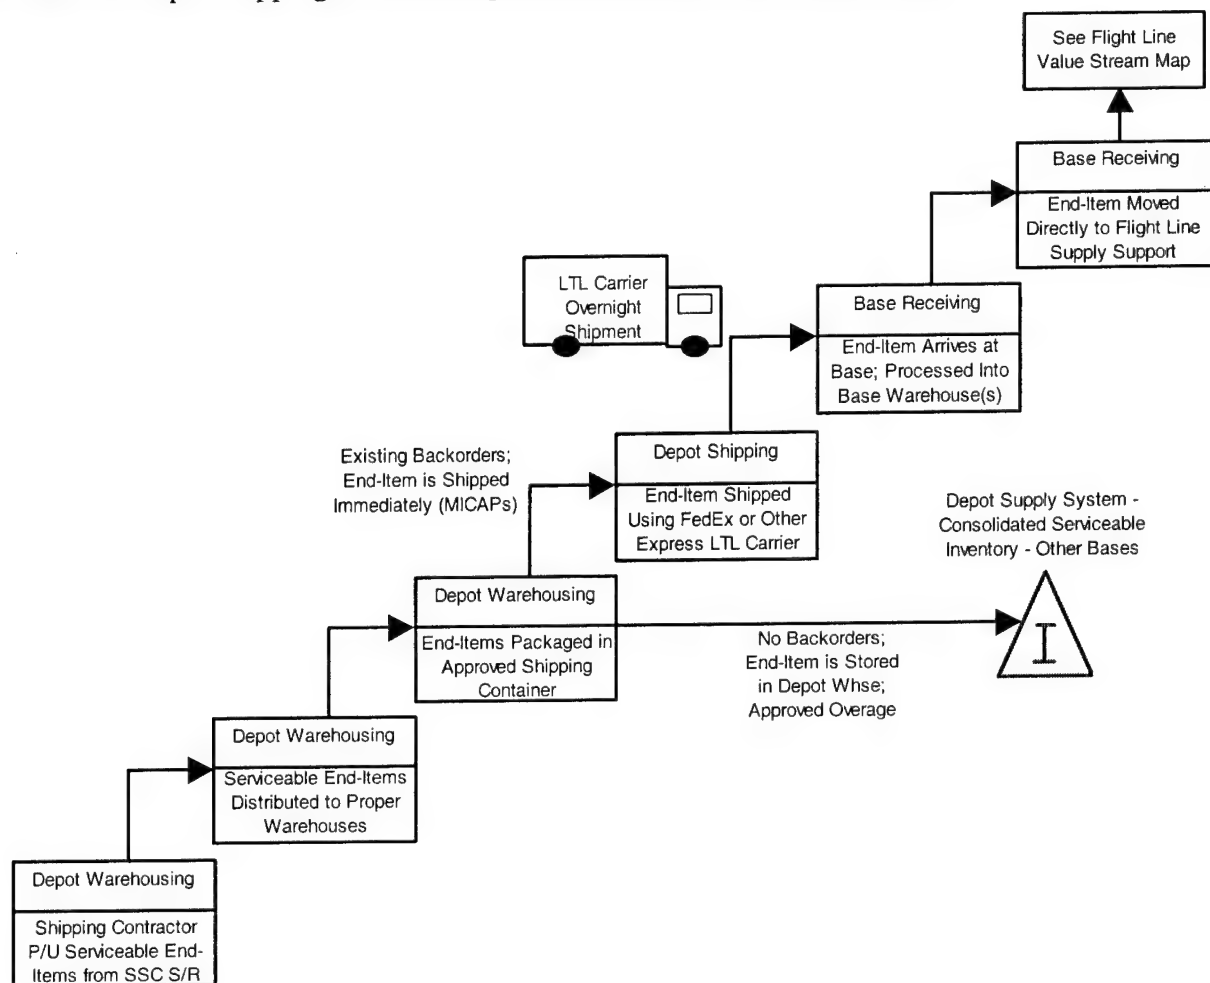 See Flight Line
Value Stream Map
Base Receiving
End-Item Moved
Directly to Flight Line
Supply Support
LTL Carrier
Overnight
Shipment
Base Receiving
End-Item Arrives at
Base; Processed Into
Base Warehouse(s)
Existing Backorders;
End-Item is Shipped
Immediately (MICAPs)
Depot Shipping
End-Item Shipped
Using FedEx or Other
Express LTL Carrier
Depot Supply System -
Consolidated Serviceable
Inventory - Other Bases
I
Depot Warehousing
End-Items Packaged in
Approved Shipping
Container
No Backorders;
End-Item is Stored
in Depot Whse;
Approved Overage
Depot Warehousing
Serviceable End-Items
Distributed to Proper
Warehouses
Depot Warehousing
Shipping Contractor
P/U Serviceable End-
Items from SSC S/R